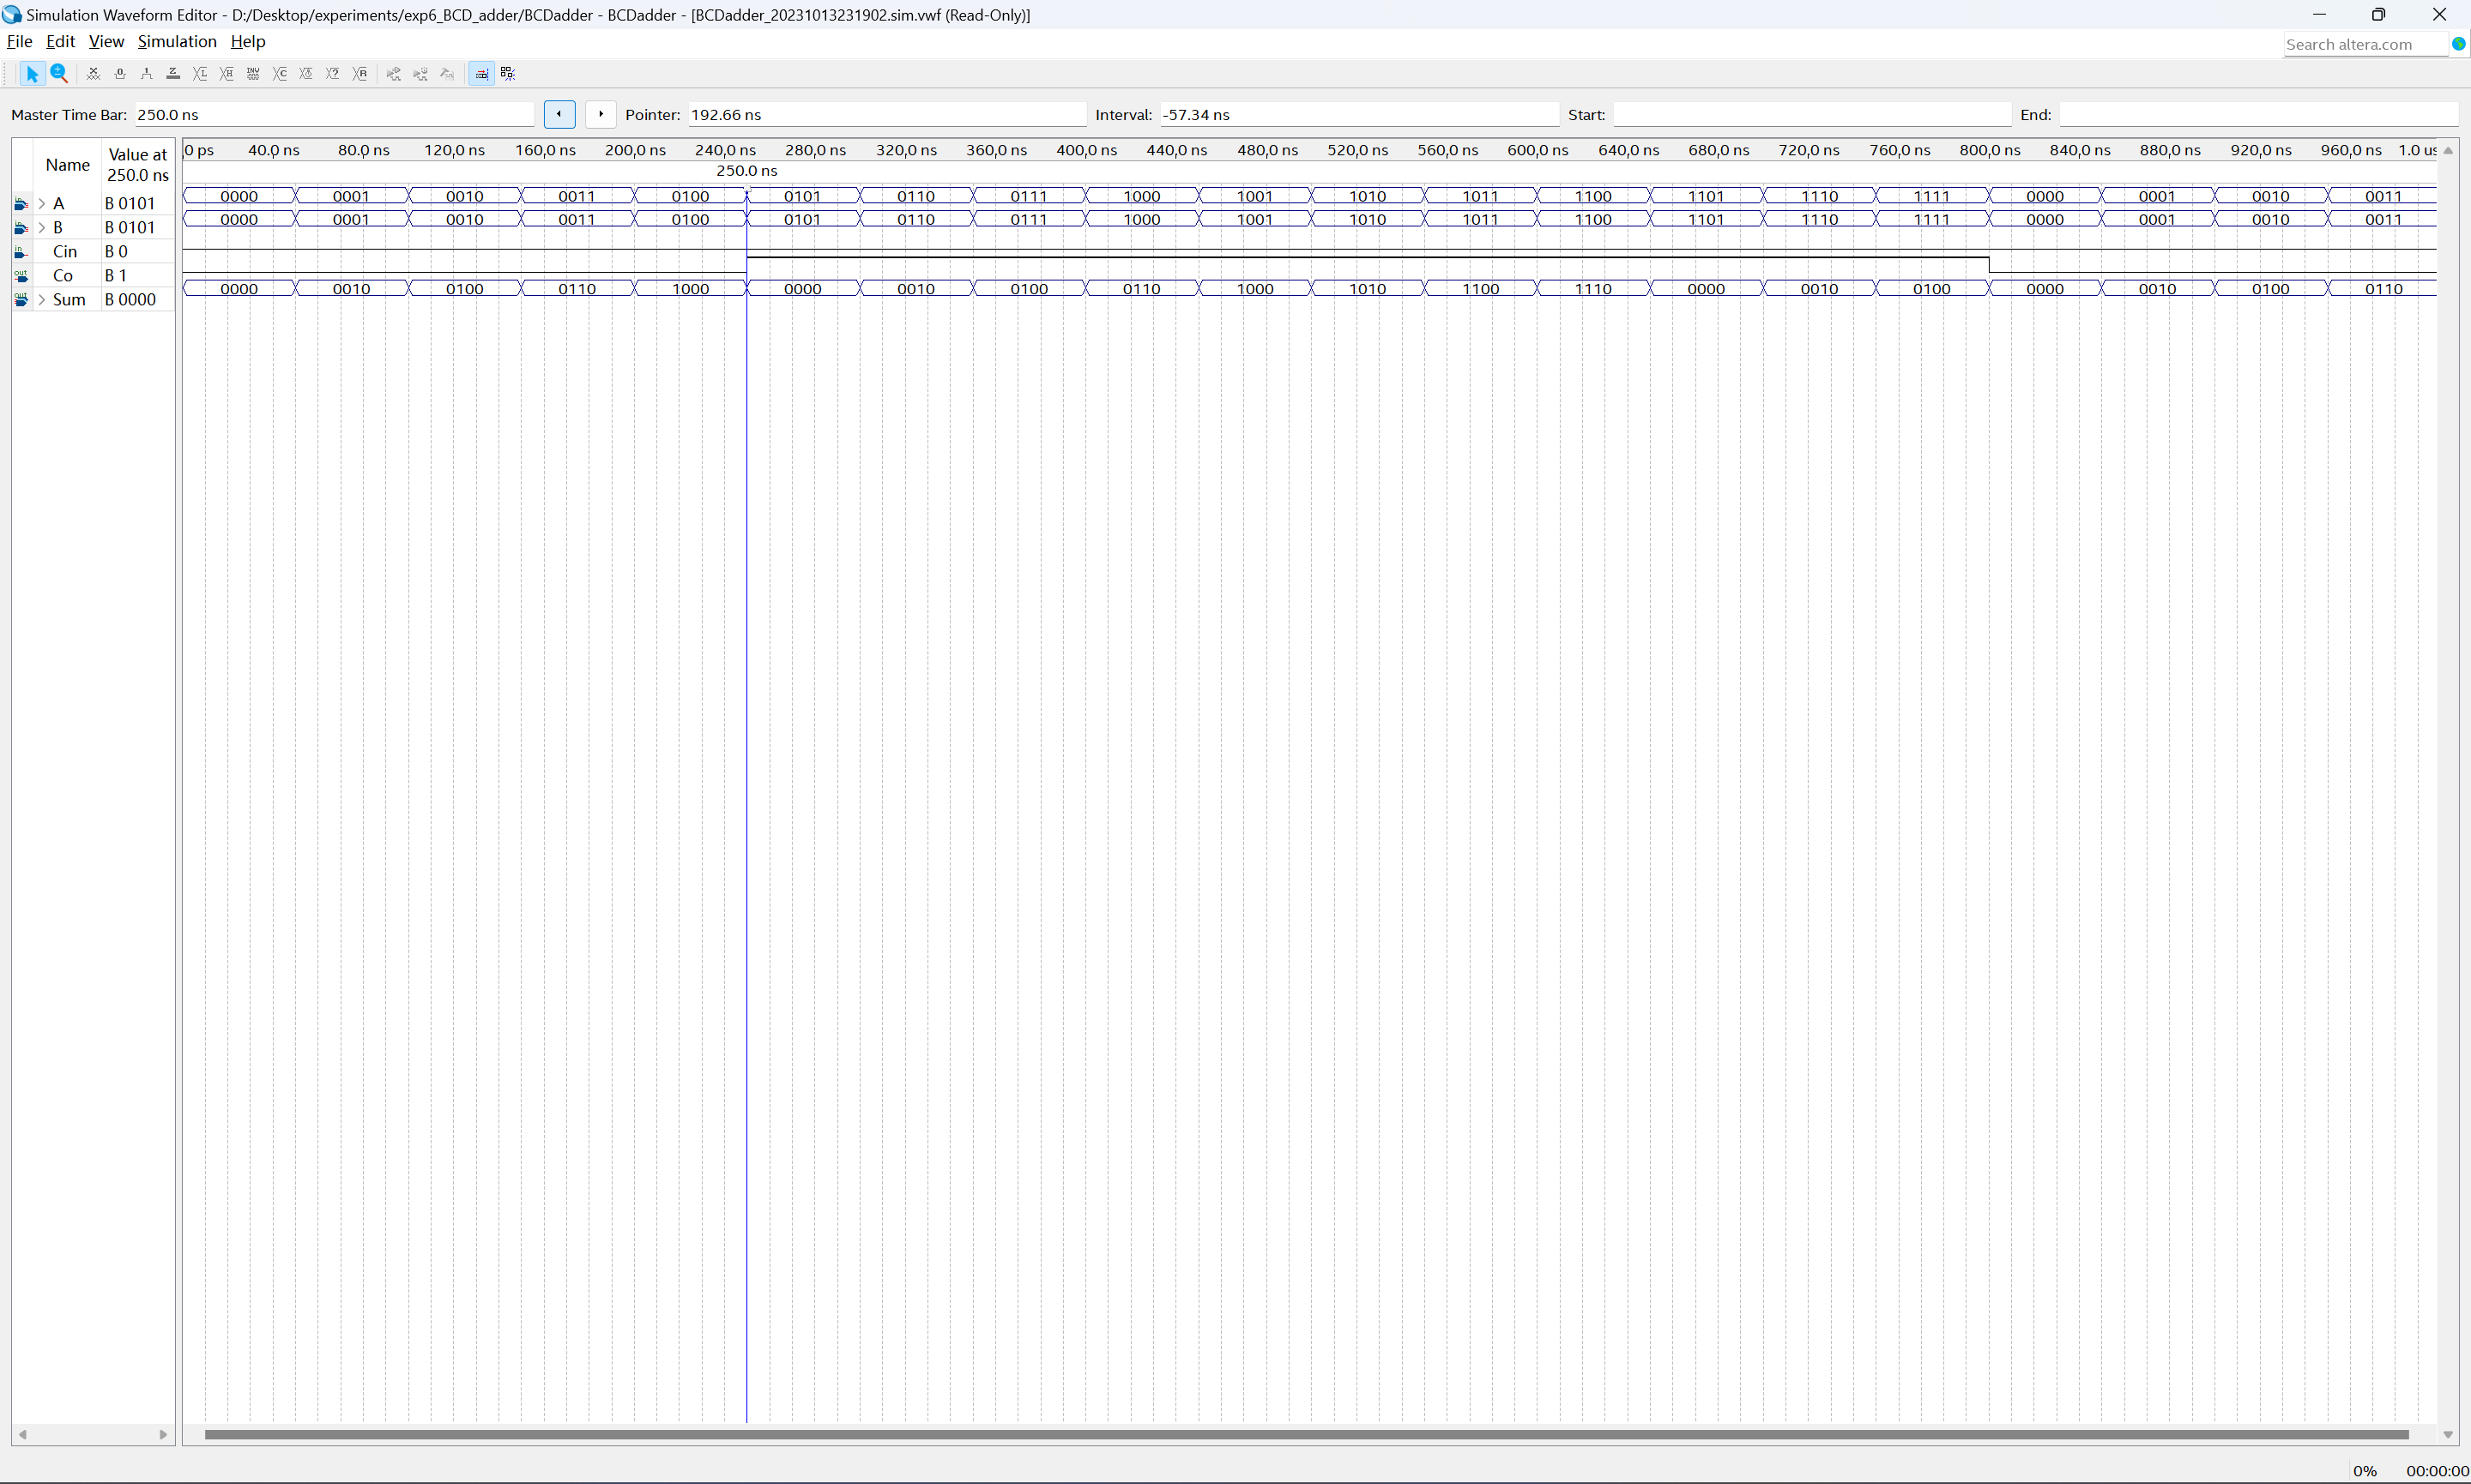 Simulation Waveform Editor - D:/Desktop/experiments/exp6_BCD_adder/BCDadder - BCDadder - [BCDadder_20231013231902.sim.vwf (Read-Only)]
File Edit View Simulation Help
Search altera.com
Master Time Bar: 250.0 ns Pointer: 192.66 ns Interval: -57.34 ns Start: End:
Name Value at 250.0 ns
0 ps 40.0 ns 80.0 ns 120.0 ns 160.0 ns 200.0 ns 240.0 ns 280.0 ns 320.0 ns 360.0 ns 400.0 ns 440.0 ns 480.0 ns 520.0 ns 560.0 ns 600.0 ns 640.0 ns 680.0 ns 720.0 ns 760.0 ns 800.0 ns 840.0 ns 880.0 ns 920.0 ns 960.0 ns 1.0 us
250.0 ns
A B 0101 0000 0001 0010 0011 0100 0101 0110 0111 1000 1001 1010 1011 1100 1101 1110 1111 0000 0001 0010 0011
B B 0101 0000 0001 0010 0011 0100 0101 0110 0111 1000 1001 1010 1011 1100 1101 1110 1111 0000 0001 0010 0011
Cin B 0
Co B 1
Sum B 0000 0000 0010 0100 0110 1000 0000 0010 0100 0110 1000 1010 1100 1110 0000 0010 0100 0000 0010 0100 0110
0% 00:00:00